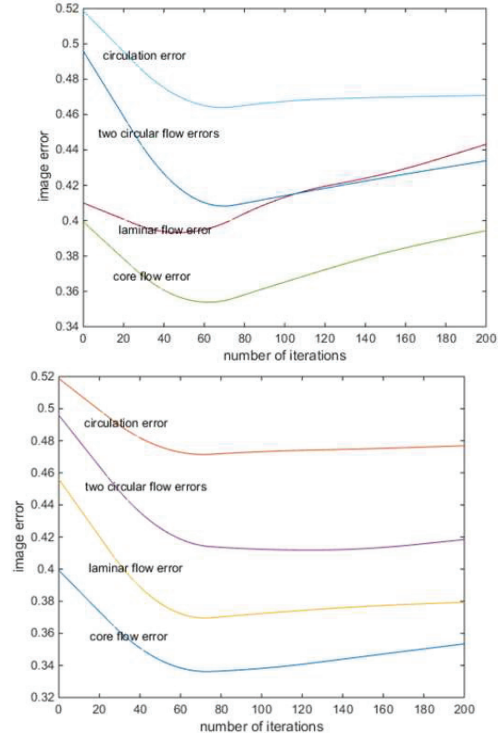 0.52
0.5
0.48
0.46
0.44
0.42
0.4
0.38
0.36
0.34
image error
circulation error
two circular flow errors
laminar flow error
core flow error
0 20 40 60 80 100 120 140 160 180 200
number of iterations
0.52
0.5
0.48
0.46
0.44
0.42
0.4
0.38
0.36
0.34
0.32
image error
circulation error
two circular flow errors
laminar flow error
core flow error
0 20 40 60 80 100 120 140 160 180 200
number of iterations